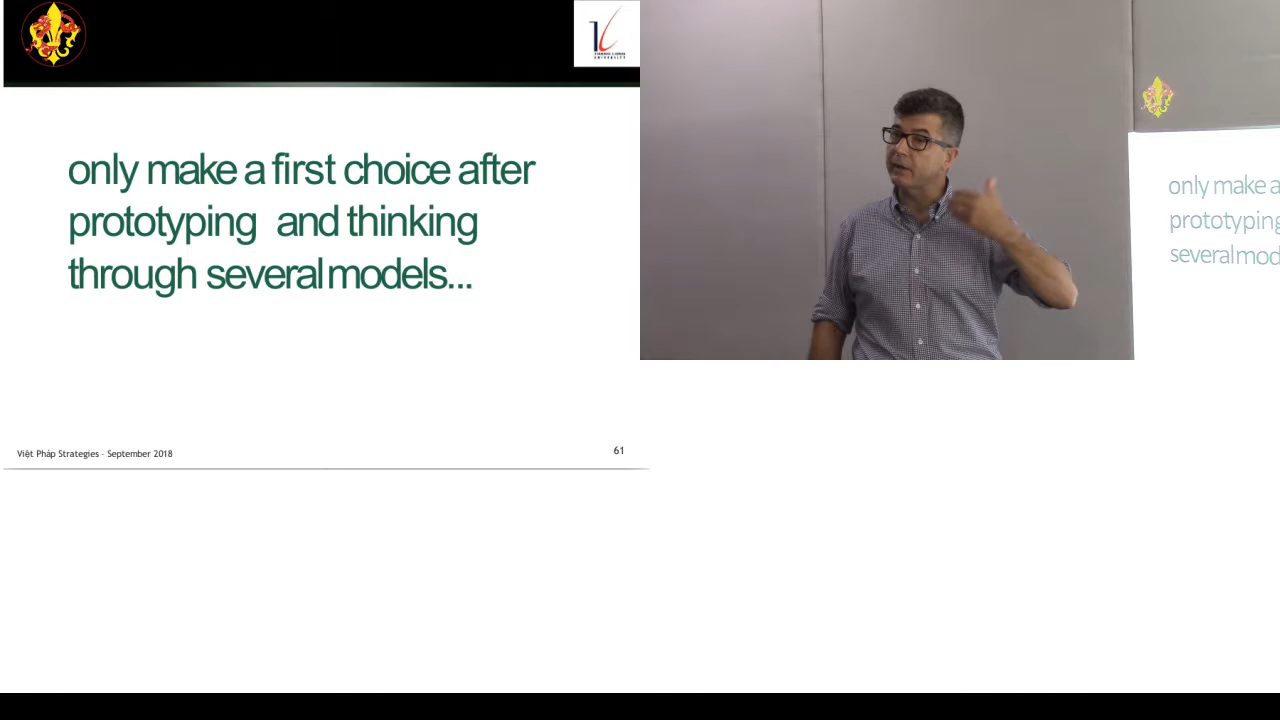 only make a first choice after
prototyping and thinking
through several models...
Việt Pháp Strategies - September 2018
61
only make a
prototyping
several mod